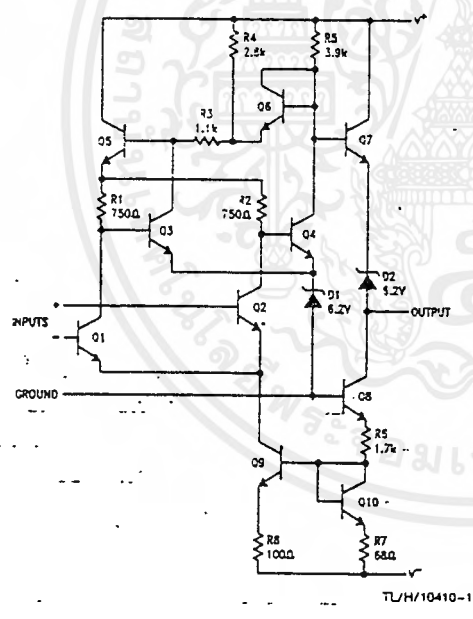 V+
R4
2.8k
R5
3.9k
Q6
R3
1.1k
Q5
Q7
R1
750Ω
R2
750Ω
Q3
Q4
D1
6.2V
D2
6.2V
+
INPUTS
-
Q1
Q2
OUTPUT
GROUND
Q8
R5
1.7k
Q9
Q10
R8
100Ω
R7
68Ω
V-
TL/H/10410-1